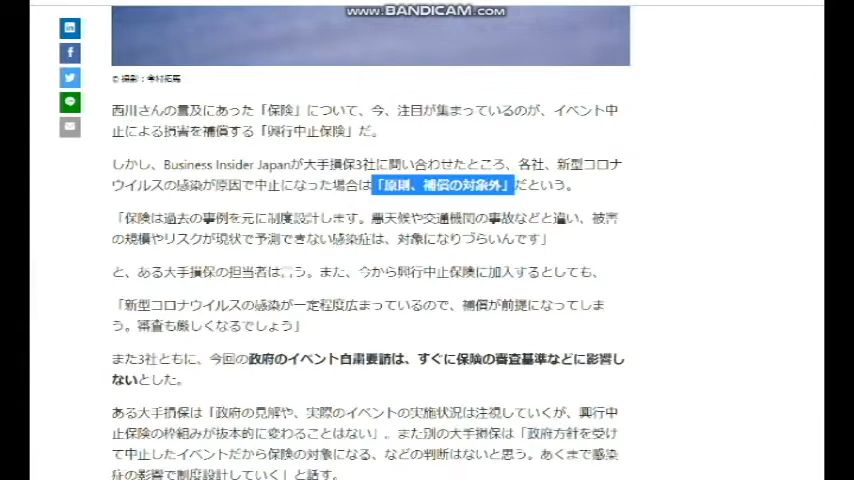 www.BANDICAM.com
© 撮影：今村拓馬
西川さんの言及にあった「保険」について、今、注目が集まっているのが、イベント中
止による損害を補償する「興行中止保険」だ。
しかし、Business Insider Japanが大手損保3社に問い合わせたところ、各社、新型コロナ
ウイルスの感染が原因で中止になった場合は「原則、補償の対象外」だという。
「保険は過去の事例を元に制度設計します。悪天候や交通機関の事故などと違い、被害
の規模やリスクが現状で予測できない感染症は、対象になりづらいんです」
と、ある大手損保の担当者は言う。また、今から興行中止保険に加入するとしても、
「新型コロナウイルスの感染が一定程度広まっているので、補償が前提になってしま
う。審査も厳しくなるでしょう」
また3社ともに、今回の政府のイベント自粛要請は、すぐに保険の審査基準などに影響し
ないとした。
ある大手損保は「政府の見解や、実際のイベントの実施状況は注視していくが、興行中
止保険の枠組みが抜本的に変わることはない」。また別の大手損保は「政府方針を受け
て中止したイベントだから保険の対象になる、などの判断はないと思う。あくまで感染
症の影響で制度設計していく」と話す。